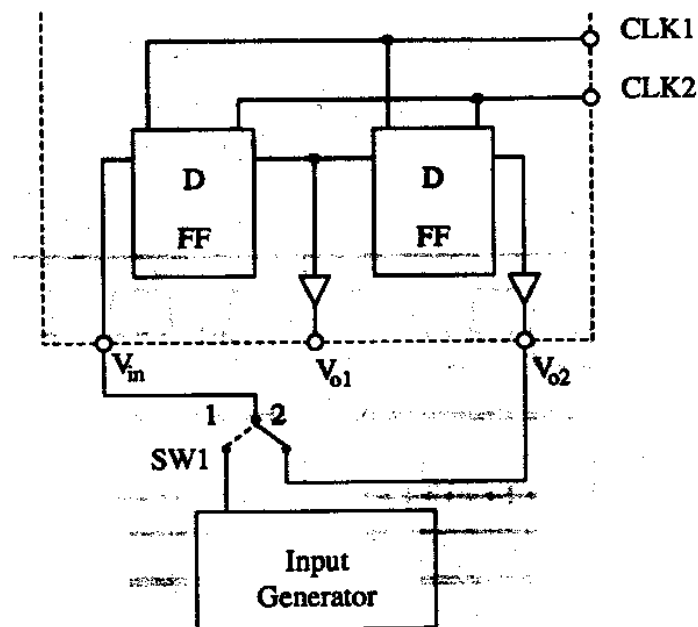 CLK1
CLK2
D
FF
D
FF
Vin
Vo1
Vo2
1
2
SW1
Input
Generator